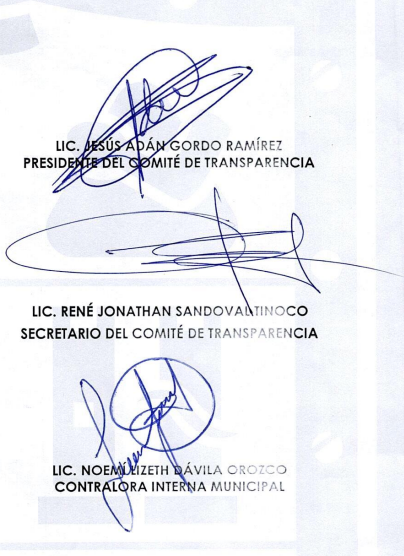 LIC. JESÚS ADÁN GORDO RAMÍREZ
PRESIDENTE DEL COMITÉ DE TRANSPARENCIA
LIC. RENÉ JONATHAN SANDOVAL TINOCO
SECRETARIO DEL COMITÉ DE TRANSPARENCIA
LIC. NOEMI LIZETH DÁVILA OROZCO
CONTRALORA INTERNA MUNICIPAL